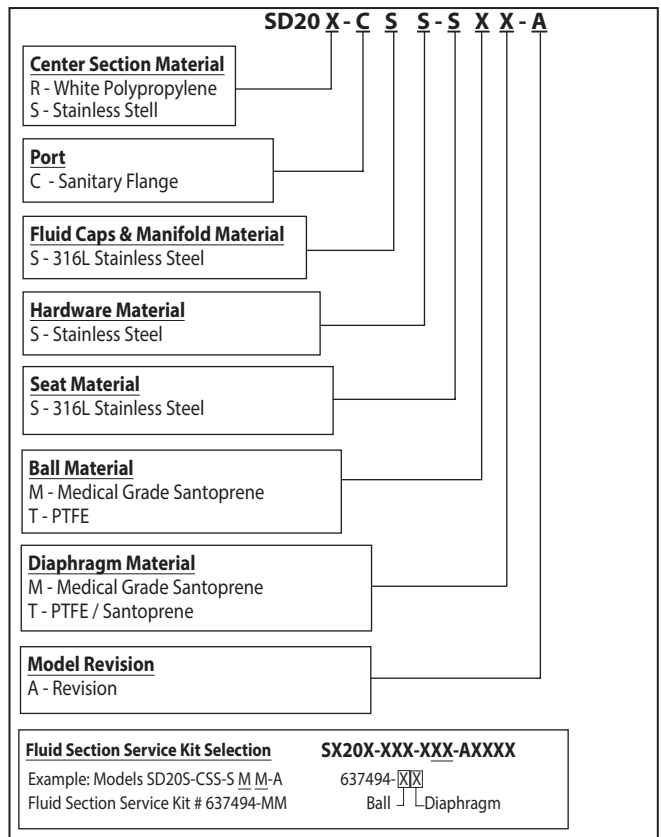 SD20 X - C S S - S X X - A
Center Section Material
R - White Polypropylene
S - Stainless Stell
Port
C - Sanitary Flange
Fluid Caps & Manifold Material
S - 316L Stainless Steel
Hardware Material
S - Stainless Steel
Seat Material
S - 316L Stainless Steel
Ball Material
M - Medical Grade Santoprene
T - PTFE
Diaphragm Material
M - Medical Grade Santoprene
T - PTFE / Santoprene
Model Revision
A - Revision
Fluid Section Service Kit Selection
Example: Models SD20S-CSS-S M M-A
Fluid Section Service Kit # 637494-MM
SX20X-XXX-XXX-AXXXX
637494-XX
Ball Diaphragm